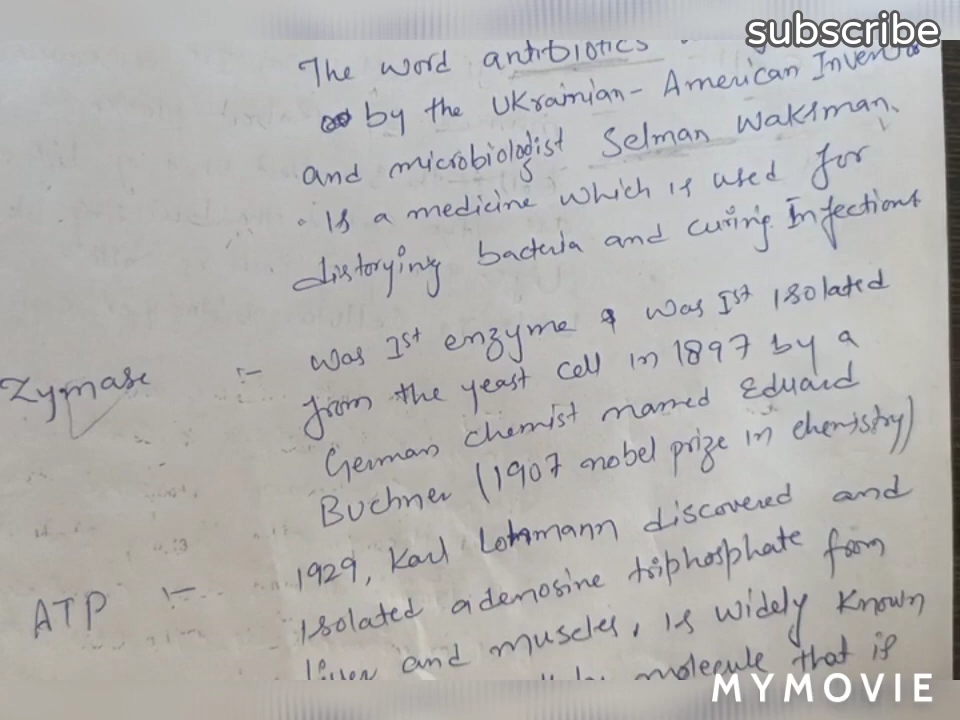 subscribe
The word antibiotics
by the Ukrainian - American Inventor
and microbiologist Selman Waksman.
. Is a medicine which is used for
distorying bacteria and curing Infections
Zymase :- was Ist enzyme & was Ist isolated
from the yeast cell in 1897 by a
German chemist named Eduard
Buchner (1907 nobel prize in chemistry)
ATP :- 1929, Karl Lohmann discovered and
isolated adenosine triphosphate from
liver and muscles, is widely known
molecule that is
MYMOVIE